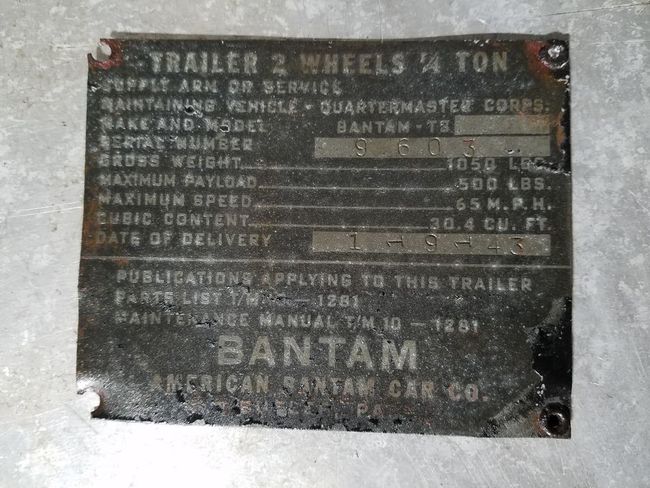 TRAILER 2 WHEELS ¼ TON
SUPPLY ARM OR SERVICE
MAINTAINING VEHICLE - QUARTERMASTER CORPS.
MAKE AND MODEL BANTAM - T3
SERIAL NUMBER 9603
GROSS WEIGHT 1050 LBS.
MAXIMUM PAYLOAD 500 LBS.
MAXIMUM SPEED 65 M.P.H.
CUBIC CONTENT 30.4 CU. FT.
DATE OF DELIVERY 1-9-43
PUBLICATIONS APPLYING TO THIS TRAILER
PARTS LIST T/M — 1281
MAINTENANCE MANUAL T/M 10 — 1281
BANTAM
AMERICAN BANTAM CAR CO.
PA